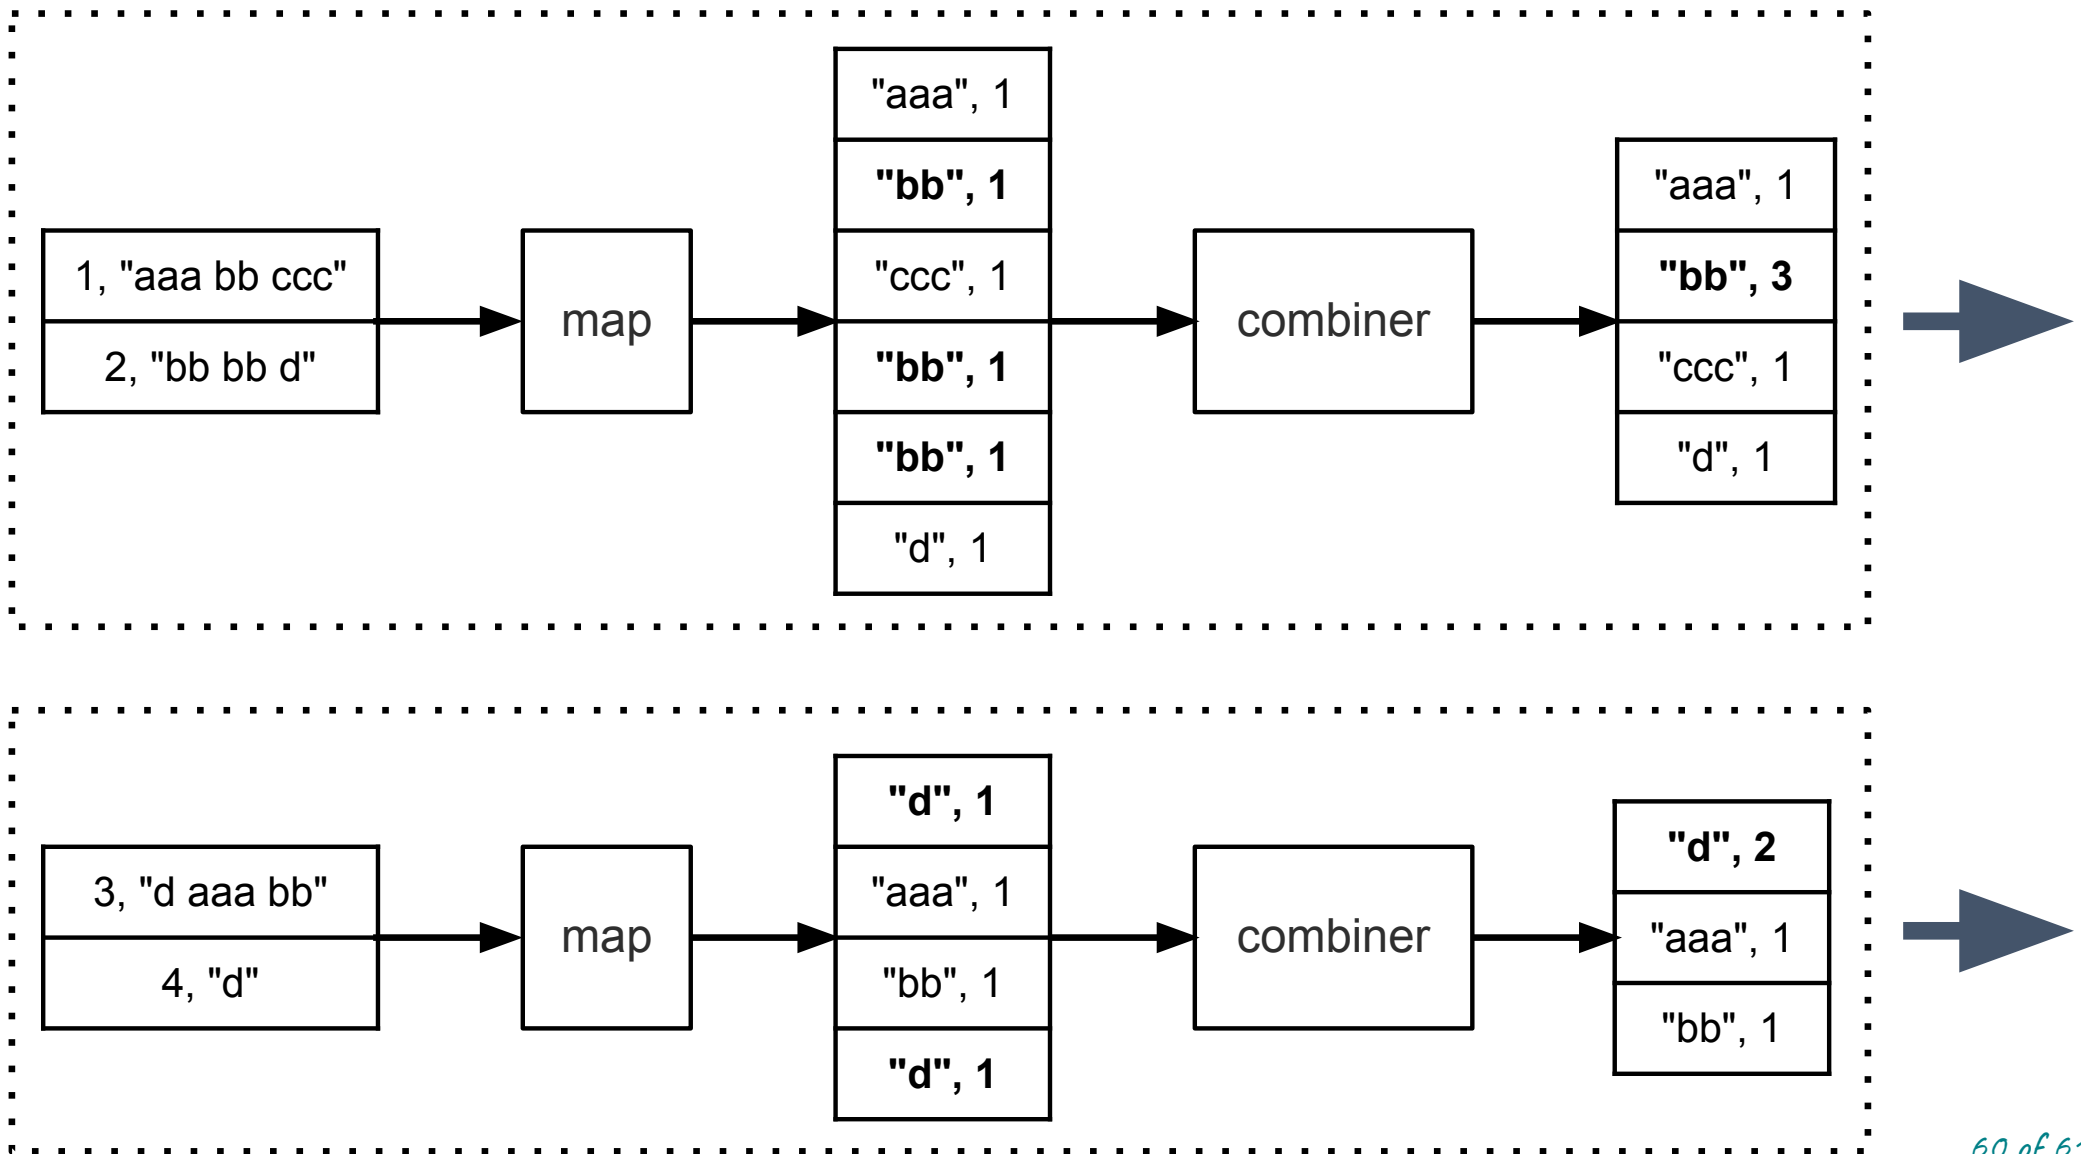 "aaa", 1
"bb", 1
"ccc", 1
"bb", 1
"bb", 1
"d", 1
1, "aaa bb ccc"
2, "bb bb d"
map
combiner
"aaa", 1
"bb", 3
"ccc", 1
"d", 1
3, "d aaa bb"
4, "d"
map
"d", 1
"aaa", 1
"bb", 1
"d", 1
combiner
"d", 2
"aaa", 1
"bb", 1
60 of